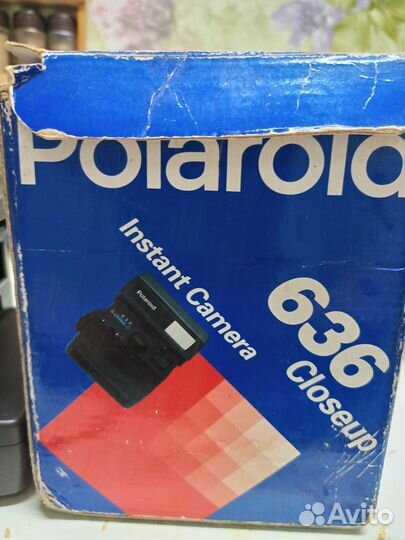 Polaroid
Instant Camera
636
Closeup
Polaroid
Avito